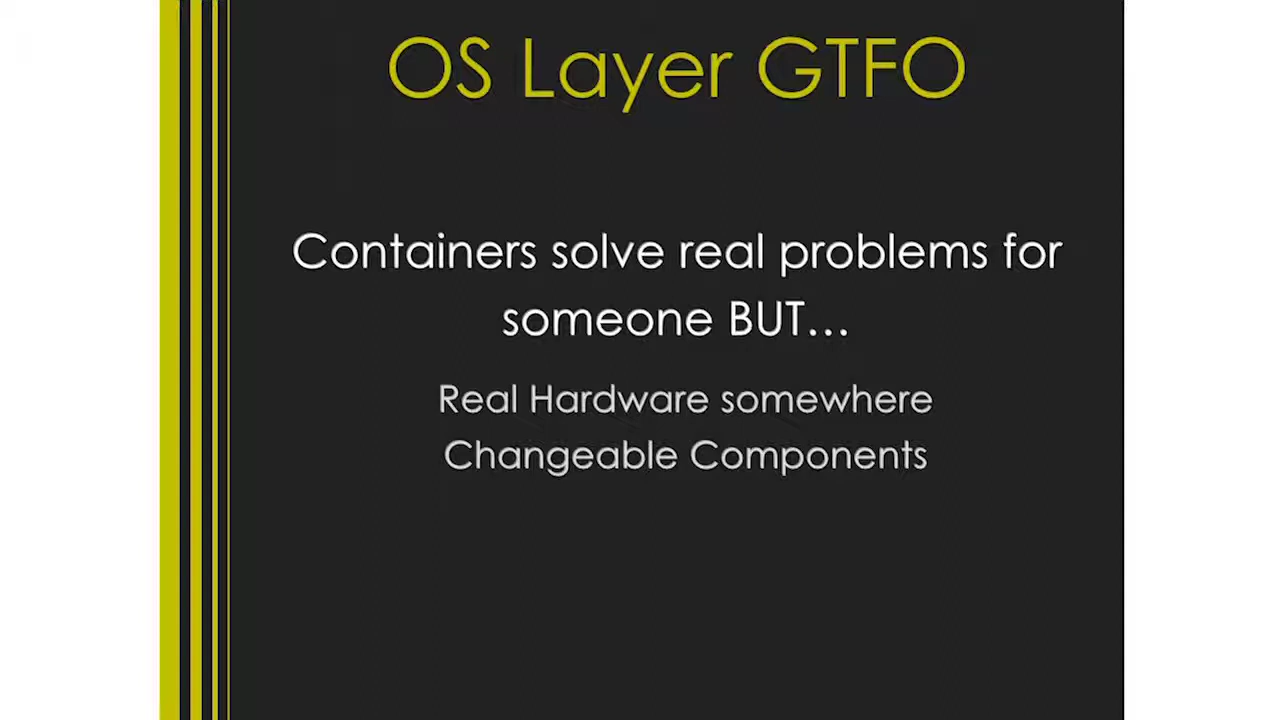 OS Layer GTFO
Containers solve real problems for
someone BUT...
Real Hardware somewhere
Changeable Components